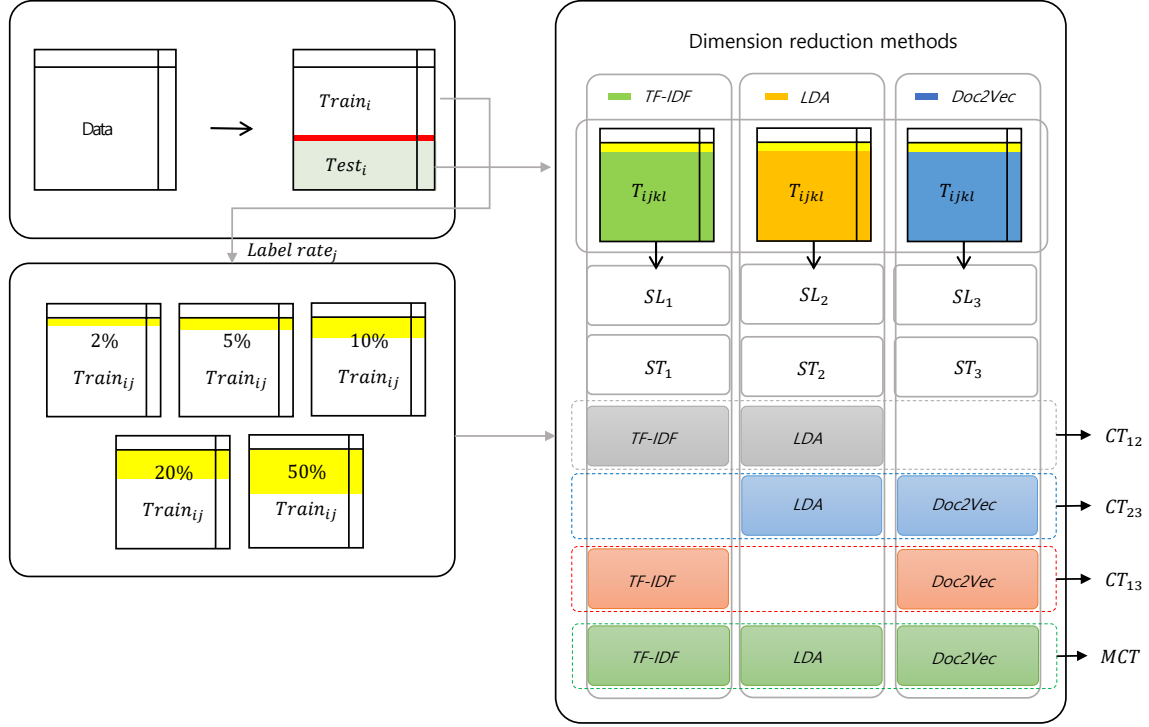 Data
Train_i
Test_i
Label rate_j
2%
Train_ij
5%
Train_ij
10%
Train_ij
20%
Train_ij
50%
Train_ij
Dimension reduction methods
TF-IDF
LDA
Doc2Vec
T_ijkl
T_ijkl
T_ijkl
SL_1
SL_2
SL_3
ST_1
ST_2
ST_3
TF-IDF
LDA
CT_12
LDA
Doc2Vec
CT_23
TF-IDF
Doc2Vec
CT_13
TF-IDF
LDA
Doc2Vec
MCT